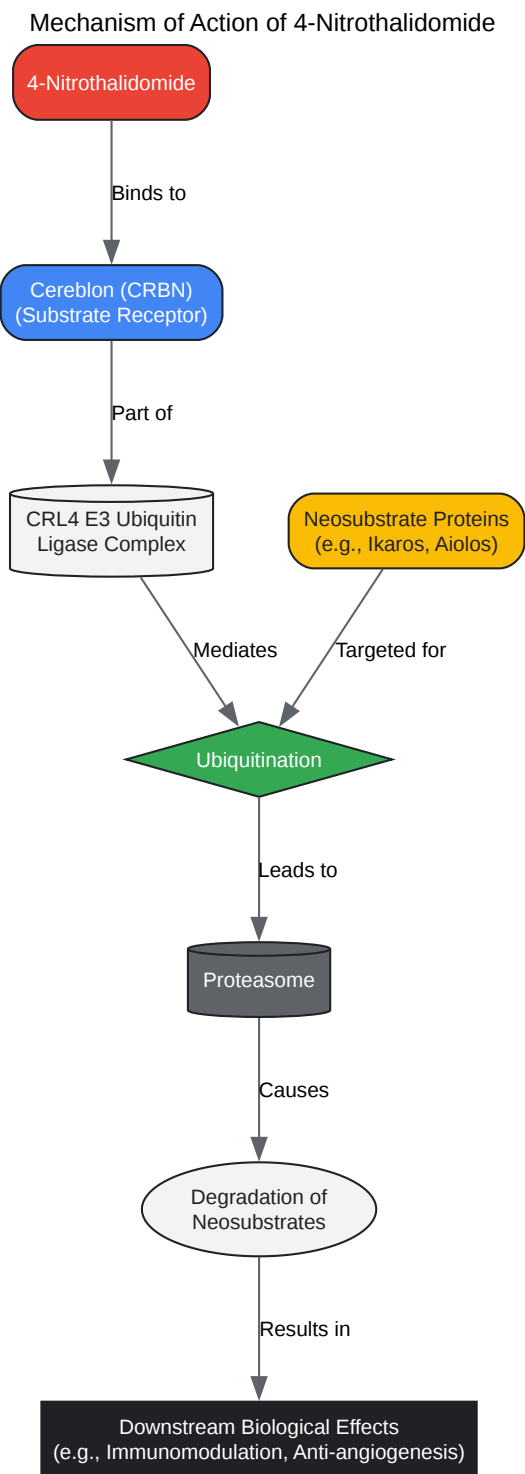 Mechanism of Action of 4-Nitrothalidomide
4-Nitrothalidomide
Binds to
Cereblon (CRBN)
(Substrate Receptor)
Part of
CRL4 E3 Ubiquitin
Ligase Complex
Neosubstrate Proteins
(e.g., Ikaros, Aiolos)
Mediates
Targeted for
Ubiquitination
Leads to
Proteasome
Causes
Degradation of
Neosubstrates
Results in
Downstream Biological Effects
(e.g., Immunomodulation, Anti-angiogenesis)